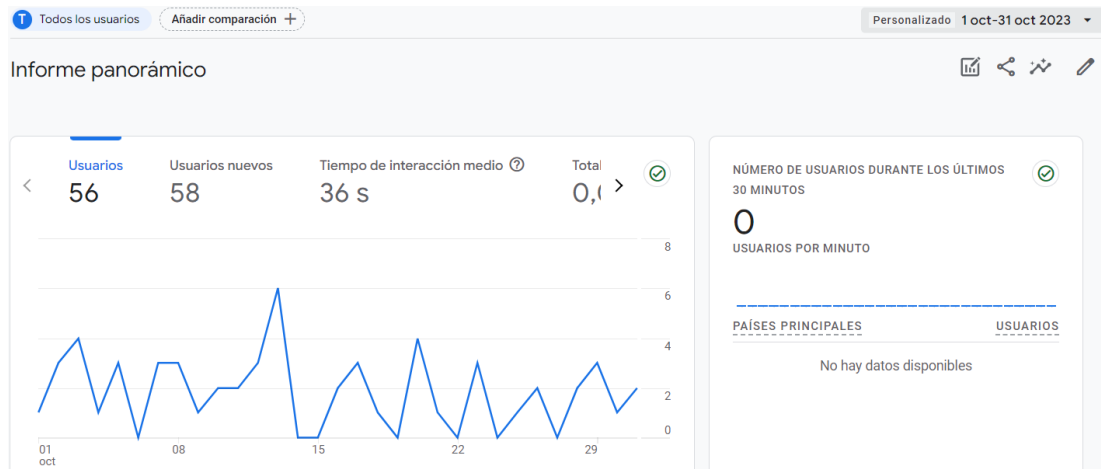 T Todos los usuarios
Añadir comparación +
Personalizado 1 oct-31 oct 2023
Informe panorámico
Usuarios
56
Usuarios nuevos
58
Tiempo de interacción medio ?
36 s
Total
0,
8
6
4
2
0
01
oct
08
15
22
29
NÚMERO DE USUARIOS DURANTE LOS ÚLTIMOS
30 MINUTOS
0
USUARIOS POR MINUTO
PAÍSES PRINCIPALES
USUARIOS
No hay datos disponibles